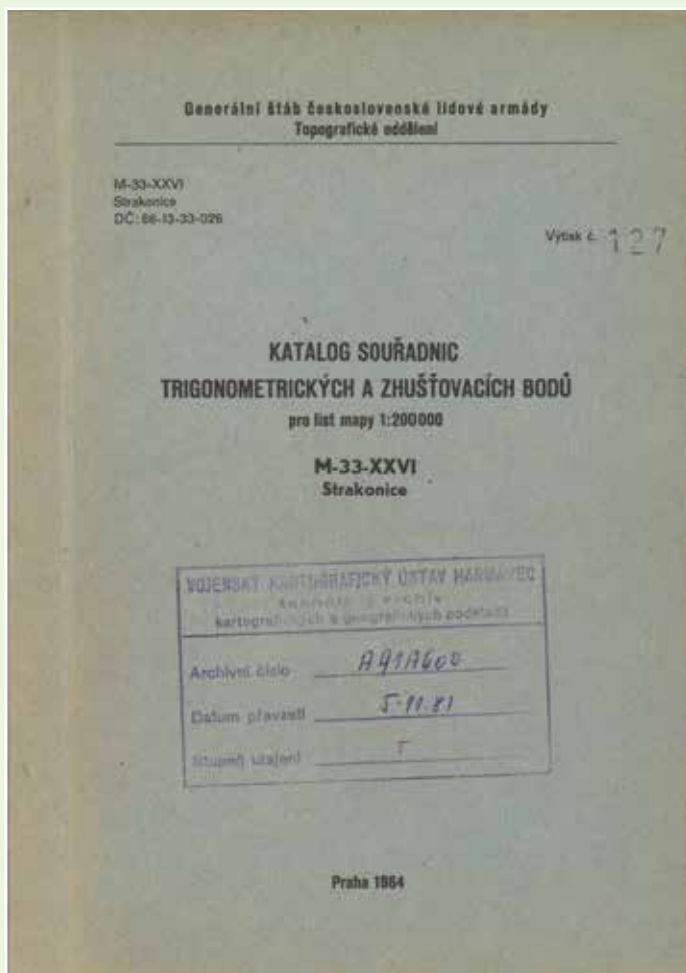 Generální štáb československé lidové armády
Topografické oddělení
M-33-XXVI
Strakonice
DČ: 66-13-33-026
Výtisk č. 127
KATALOG SOUŘADNIC
TRIGONOMETRICKÝCH A ZHUŠŤOVACÍCH BODŮ
pro list mapy 1:200000
M-33-XXVI
Strakonice
VOJENSKÝ KARTOGRAFICKÝ ÚSTAV HARMANEC
kartografických a geografických podkladů
Archivní číslo A91A600
Datum převzetí 5.11.81
Stupeň utajení T
Praha 1964